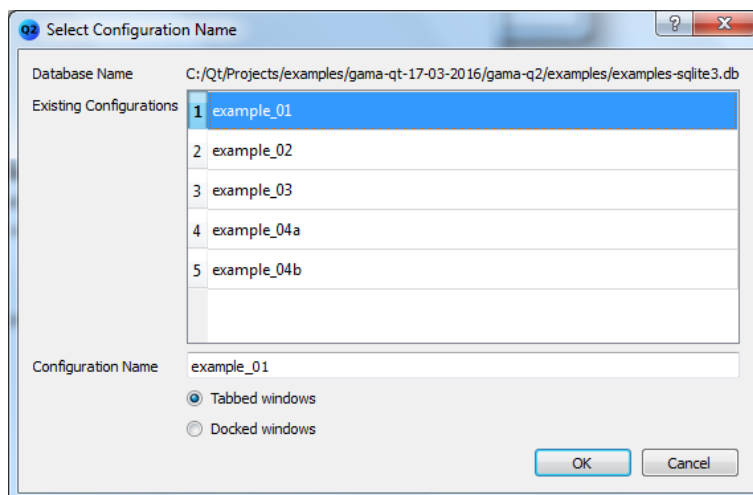 Q2 Select Configuration Name
?
X
Database Name C:/Qt/Projects/examples/gama-qt-17-03-2016/gama-q2/examples/examples-sqlite3.db
Existing Configurations
1 example_01
2 example_02
3 example_03
4 example_04a
5 example_04b
Configuration Name example_01
Tabbed windows
Docked windows
OK Cancel